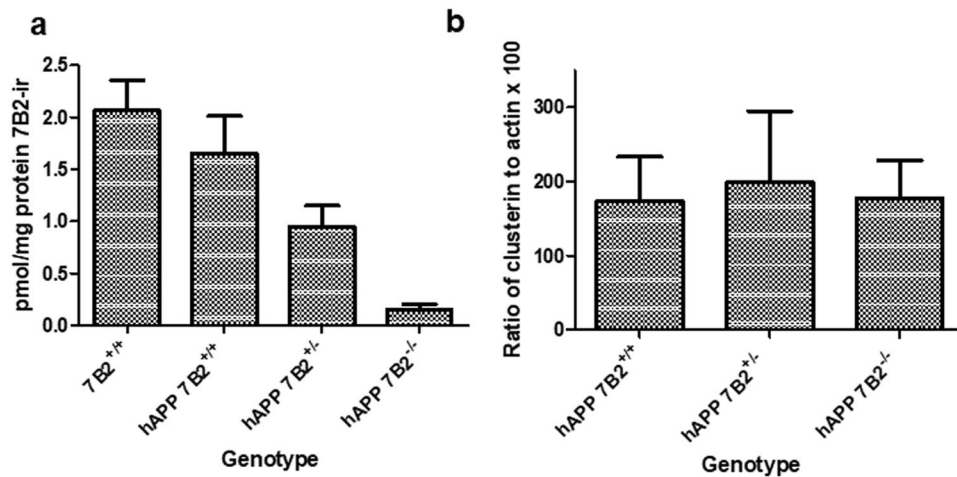 a
pmol/mg protein 7B2-ir
2.5
2.0
1.5
1.0
0.5
0.0
7B2+/+
hAPP 7B2+/+
hAPP 7B2+/-
hAPP 7B2-/-
Genotype
b
Ratio of clusterin to actin x 100
300
200
100
0
hAPP 7B2+/+
hAPP 7B2+/-
hAPP 7B2-/-
Genotype